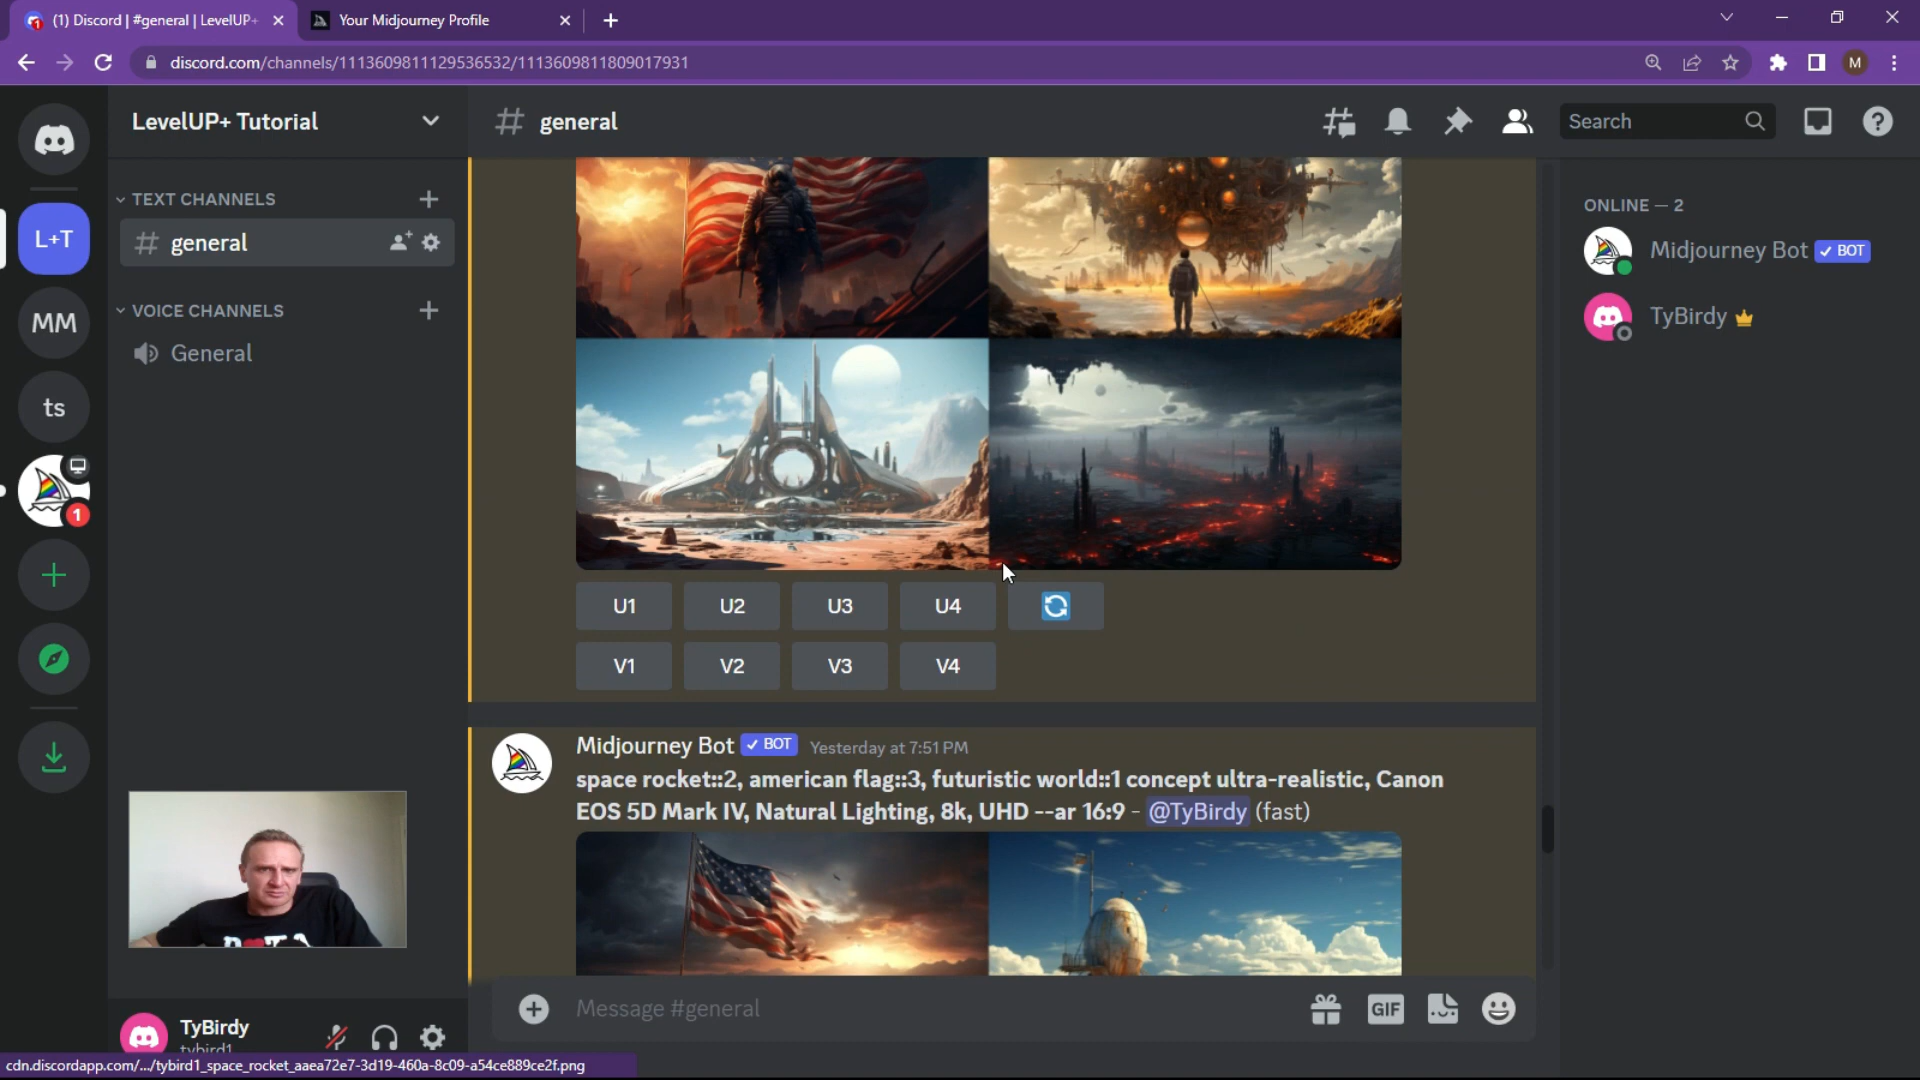 (1) Discord | #general | LevelUP+
Your Midjourney Profile
discord.com/channels/1113609811129536532/1113609811809017931
M
LevelUP+ Tutorial
general
Search
L+T
MM
ts
1
TEXT CHANNELS
general
VOICE CHANNELS
General
U1 U2 U3 U4
V1 V2 V3 V4
Midjourney Bot BOT Yesterday at 7:51 PM
space rocket::2, american flag::3, futuristic world::1 concept ultra-realistic, Canon
EOS 5D Mark IV, Natural Lighting, 8k, UHD --ar 16:9 - @TyBirdy (fast)
Message #general
GIF
ONLINE — 2
Midjourney Bot BOT
TyBirdy
TyBirdy
tybird1
cdn.discordapp.com/.../tybird1_space_rocket_aaea72e7-3d19-460a-8c09-a54ce889ce2f.png